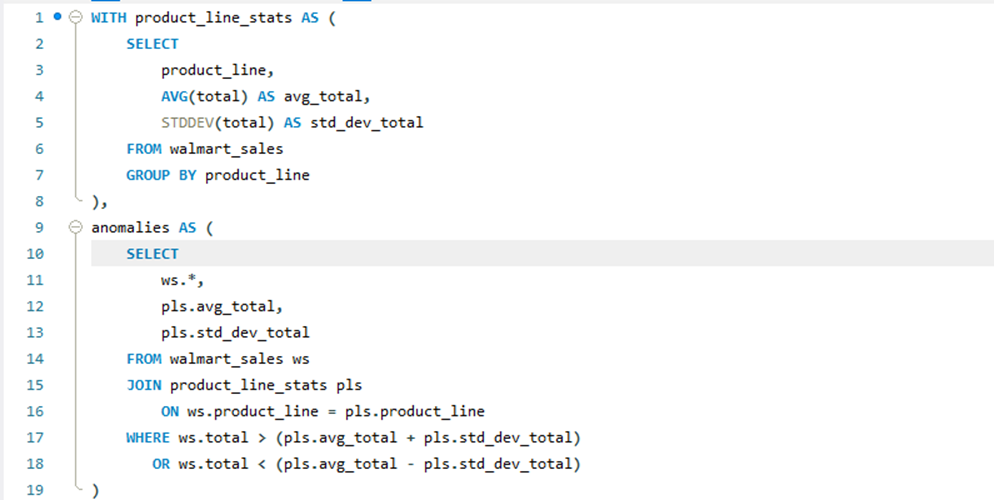 1 WITH product_line_stats AS (
2 SELECT
3 product_line,
4 AVG(total) AS avg_total,
5 STDDEV(total) AS std_dev_total
6 FROM walmart_sales
7 GROUP BY product_line
8 ),
9 anomalies AS (
10 SELECT
11 ws.*,
12 pls.avg_total,
13 pls.std_dev_total
14 FROM walmart_sales ws
15 JOIN product_line_stats pls
16 ON ws.product_line = pls.product_line
17 WHERE ws.total > (pls.avg_total + pls.std_dev_total)
18 OR ws.total < (pls.avg_total - pls.std_dev_total)
19 )